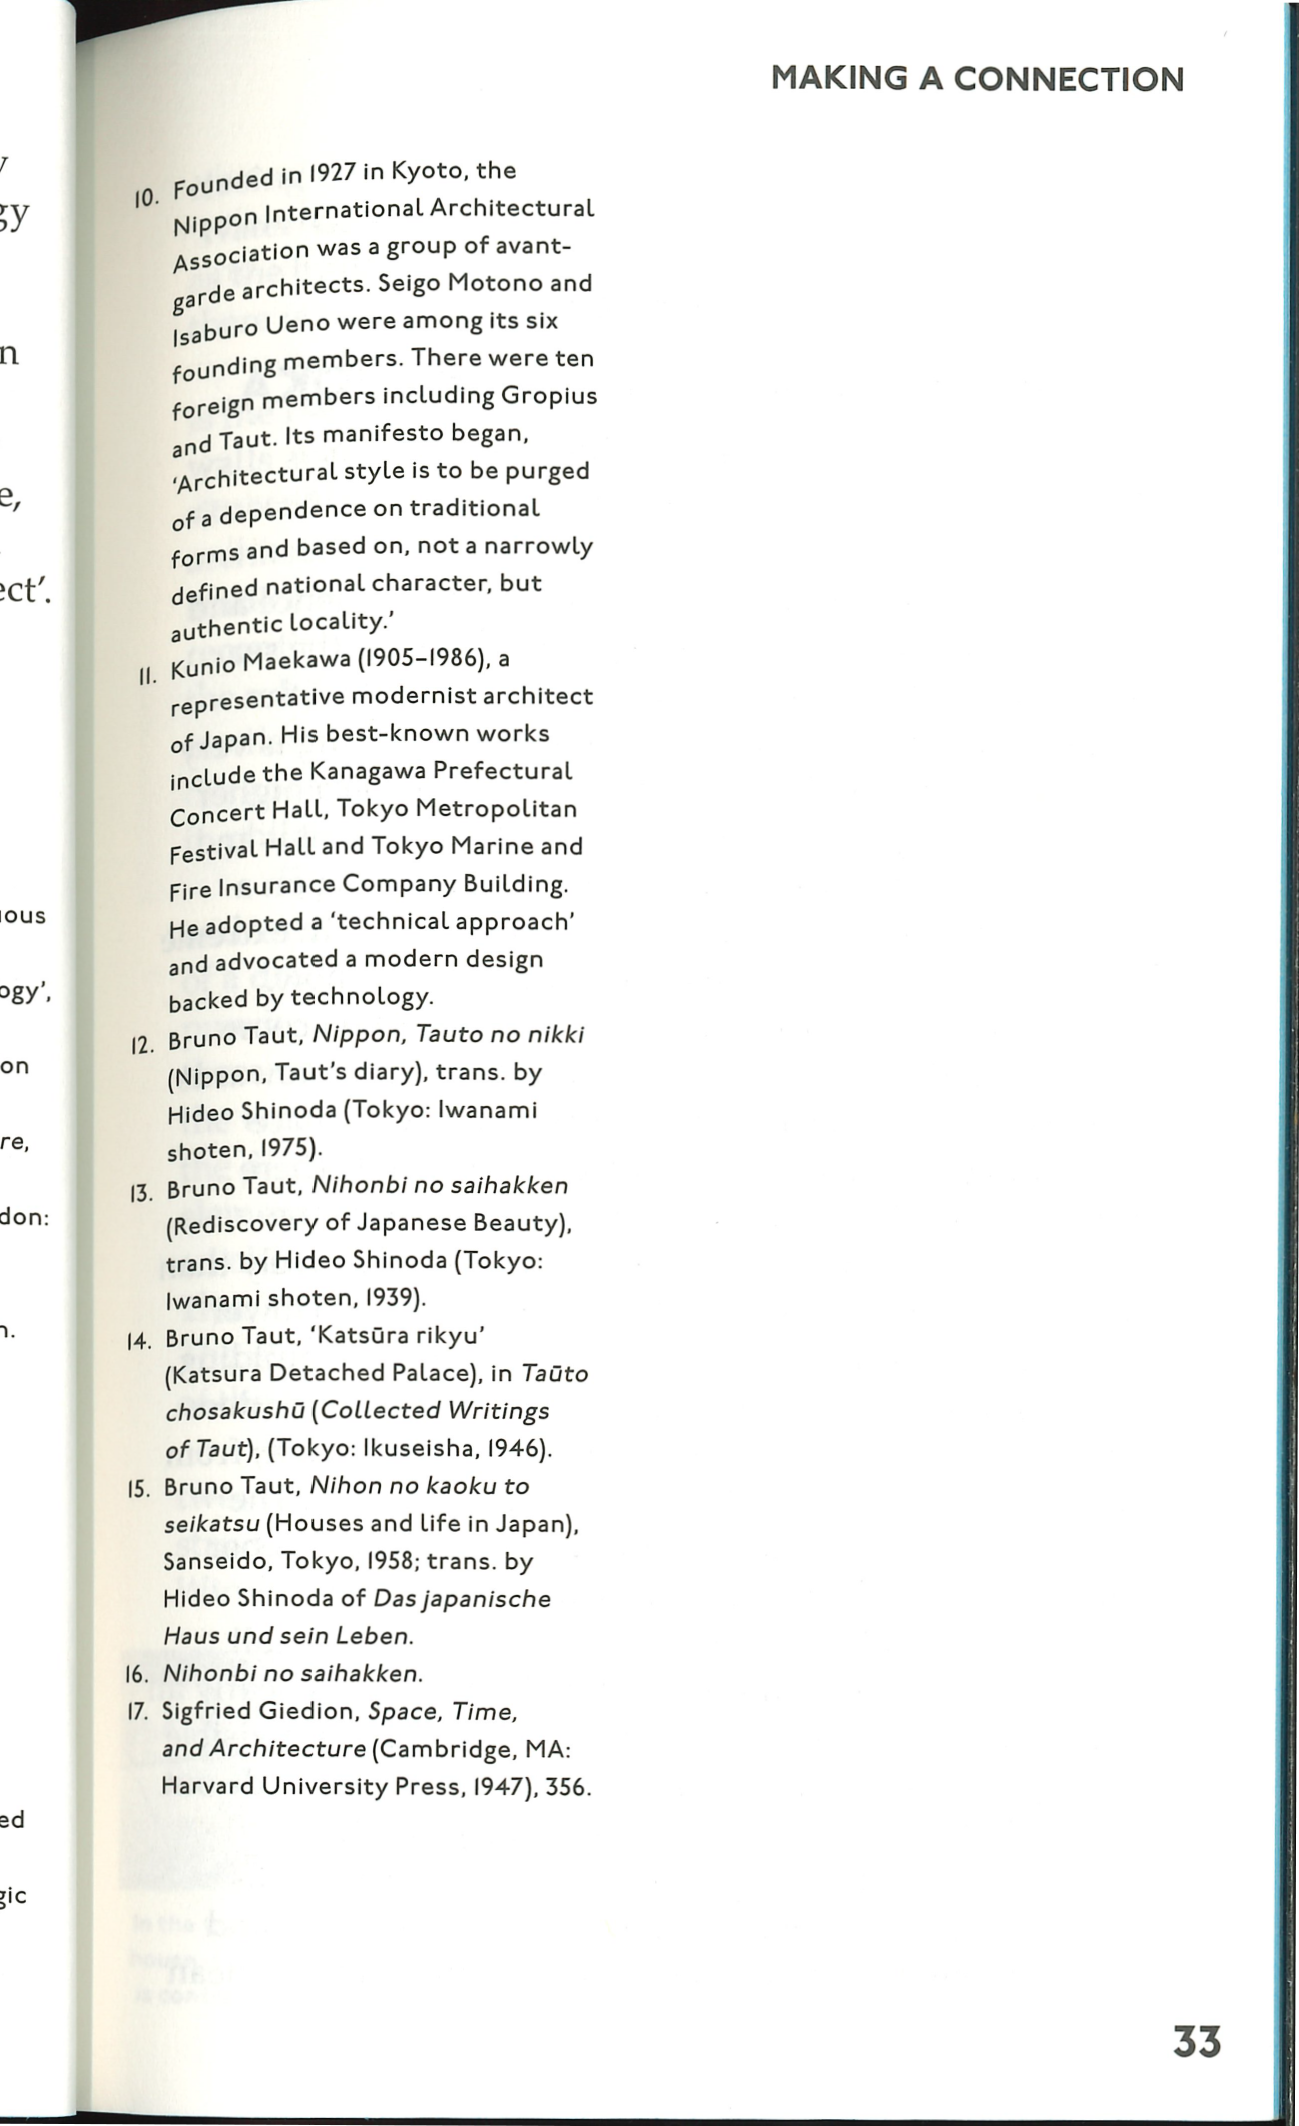 MAKING A CONNECTION
10. Founded in 1927 in Kyoto, the
Nippon International Architectural
Association was a group of avant-
garde architects. Seigo Motono and
Isaburo Ueno were among its six
founding members. There were ten
foreign members including Gropius
and Taut. Its manifesto began,
‘Architectural style is to be purged
of a dependence on traditional
forms and based on, not a narrowly
defined national character, but
authentic locality.’
11. Kunio Maekawa (1905–1986), a
representative modernist architect
of Japan. His best-known works
include the Kanagawa Prefectural
Concert Hall, Tokyo Metropolitan
Festival Hall and Tokyo Marine and
Fire Insurance Company Building.
He adopted a ‘technical approach’
and advocated a modern design
backed by technology.
12. Bruno Taut, Nippon, Tauto no nikki
(Nippon, Taut’s diary), trans. by
Hideo Shinoda (Tokyo: Iwanami
shoten, 1975).
13. Bruno Taut, Nihonbi no saihakken
(Rediscovery of Japanese Beauty),
trans. by Hideo Shinoda (Tokyo:
Iwanami shoten, 1939).
14. Bruno Taut, ‘Katsūra rikyu’
(Katsura Detached Palace), in Taūto
chosakushū (Collected Writings
of Taut), (Tokyo: Ikuseisha, 1946).
15. Bruno Taut, Nihon no kaoku to
seikatsu (Houses and life in Japan),
Sanseido, Tokyo, 1958; trans. by
Hideo Shinoda of Das japanische
Haus und sein Leben.
16. Nihonbi no saihakken.
17. Sigfried Giedion, Space, Time,
and Architecture (Cambridge, MA:
Harvard University Press, 1947), 356.
33